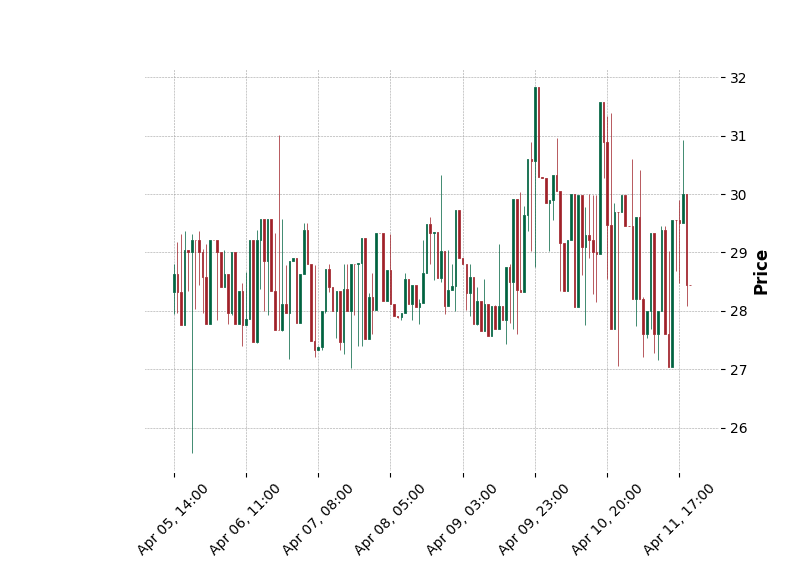 32
31
30
29
28
27
26
Price
Apr 05, 14:00
Apr 06, 11:00
Apr 07, 08:00
Apr 08, 05:00
Apr 09, 03:00
Apr 09, 23:00
Apr 10, 20:00
Apr 11, 17:00